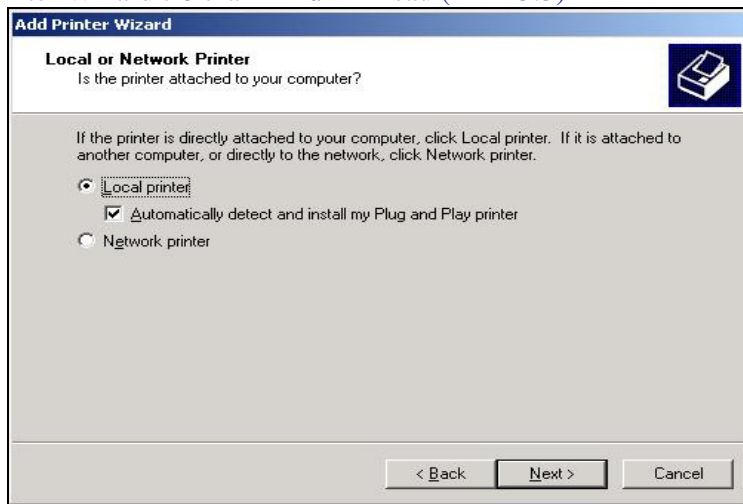 Add Printer Wizard
Local or Network Printer
Is the printer attached to your computer?
If the printer is directly attached to your computer, click Local printer. If it is attached to
another computer, or directly to the network, click Network printer.
Local printer
Automatically detect and install my Plug and Play printer
Network printer
< Back
Next >
Cancel